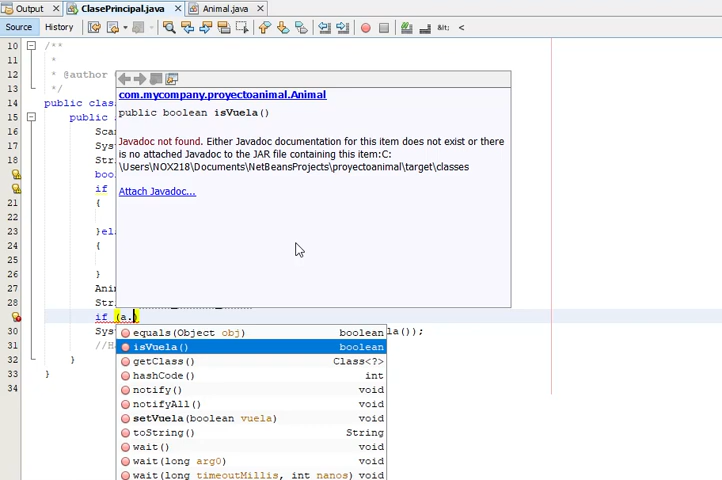 Output ClasePrincipal.java Animal.java
Source History
10 /**
11 *
12 * @author
13 */
14 public clas
15 public
16 Sca
17 Sys
18 Str
boo
if
21 {
22
23 }el
24 {
25
26 }
27 Ani
28 Str
if (a.)
30 Sys la());
31 //H
32 }
33 }
34
com.mycompany.proyectoanimal.Animal
public boolean isVuela()
Javadoc not found. Either Javadoc documentation for this item does not exist or there
is no attached Javadoc to the JAR file containing this item:C:
\Users\NOX218\Documents\NetBeansProjects\proyectoanimal\target\classes
Attach Javadoc...
equals(Object obj) boolean
isVuela() boolean
getClass() Class<?>
hashCode() int
notify() void
notifyAll() void
setVuela(boolean vuela) void
toString() String
wait() void
wait(long arg0) void
wait(long timeoutMillis, int nanos) void